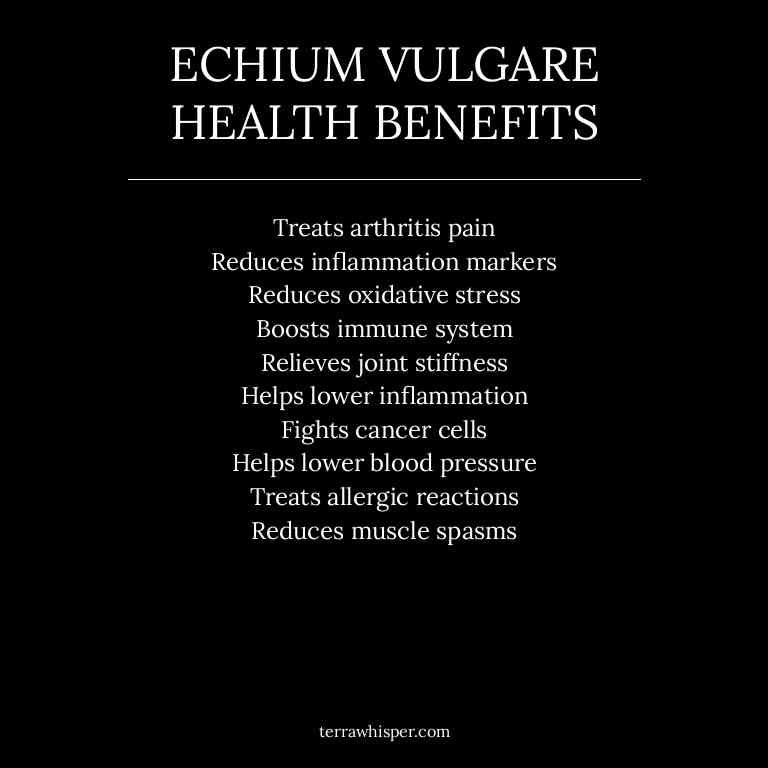 ECHIUM VULGARE
HEALTH BENEFITS
Treats arthritis pain
Reduces inflammation markers
Reduces oxidative stress
Boosts immune system
Relieves joint stiffness
Helps lower inflammation
Fights cancer cells
Helps lower blood pressure
Treats allergic reactions
Reduces muscle spasms
terrawhisper.com